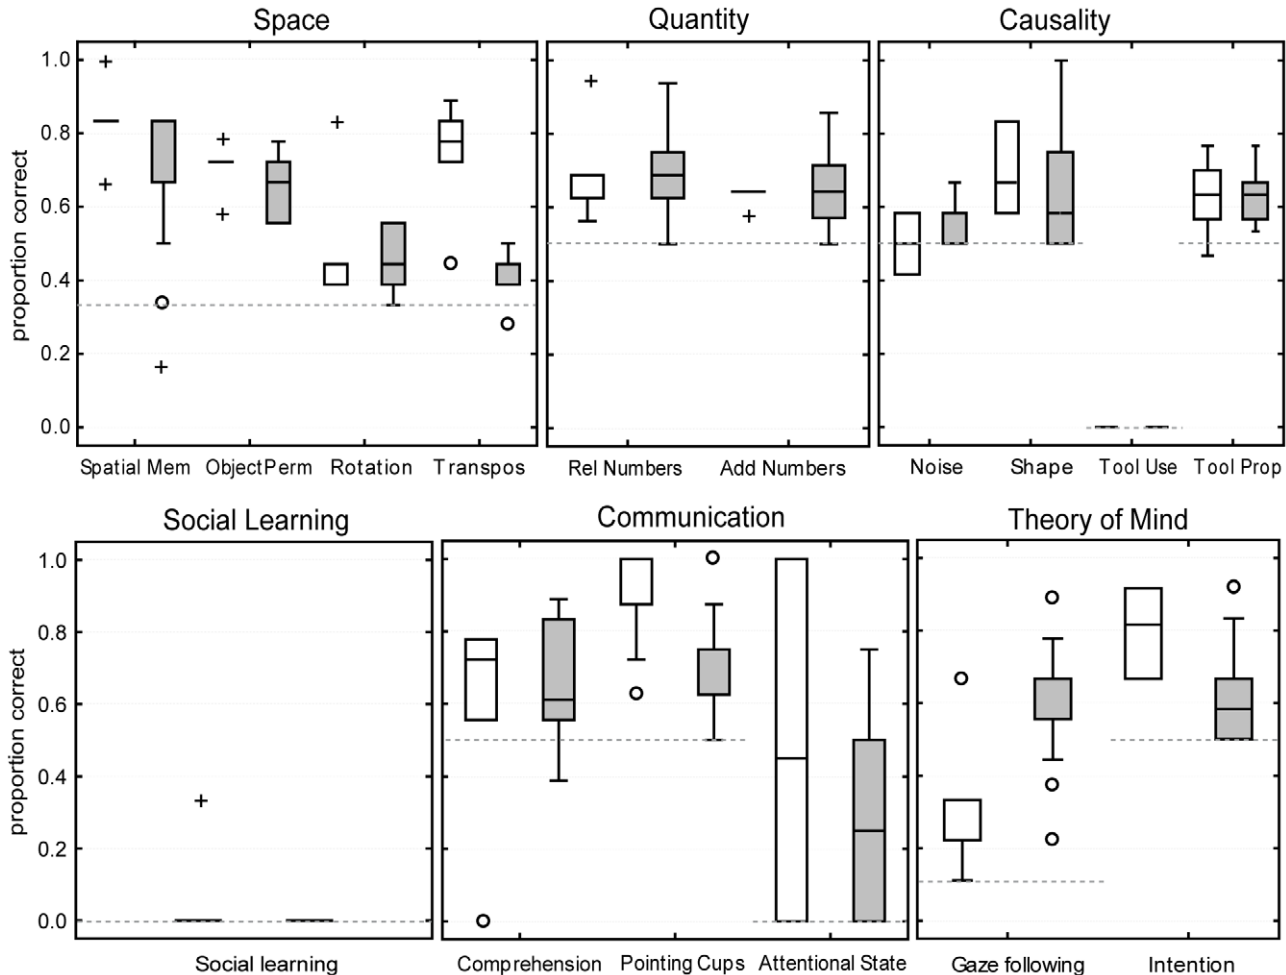 Space Quantity Causality
proportion correct
1.0
0.8
0.6
0.4
0.2
0.0
Spatial Mem ObjectPerm Rotation Transpos Rel Numbers Add Numbers Noise Shape Tool Use Tool Prop
Social Learning Communication Theory of Mind
proportion correct
1.0
0.8
0.6
0.4
0.2
0.0
Social learning Comprehension Pointing Cups Attentional State Gaze following Intention